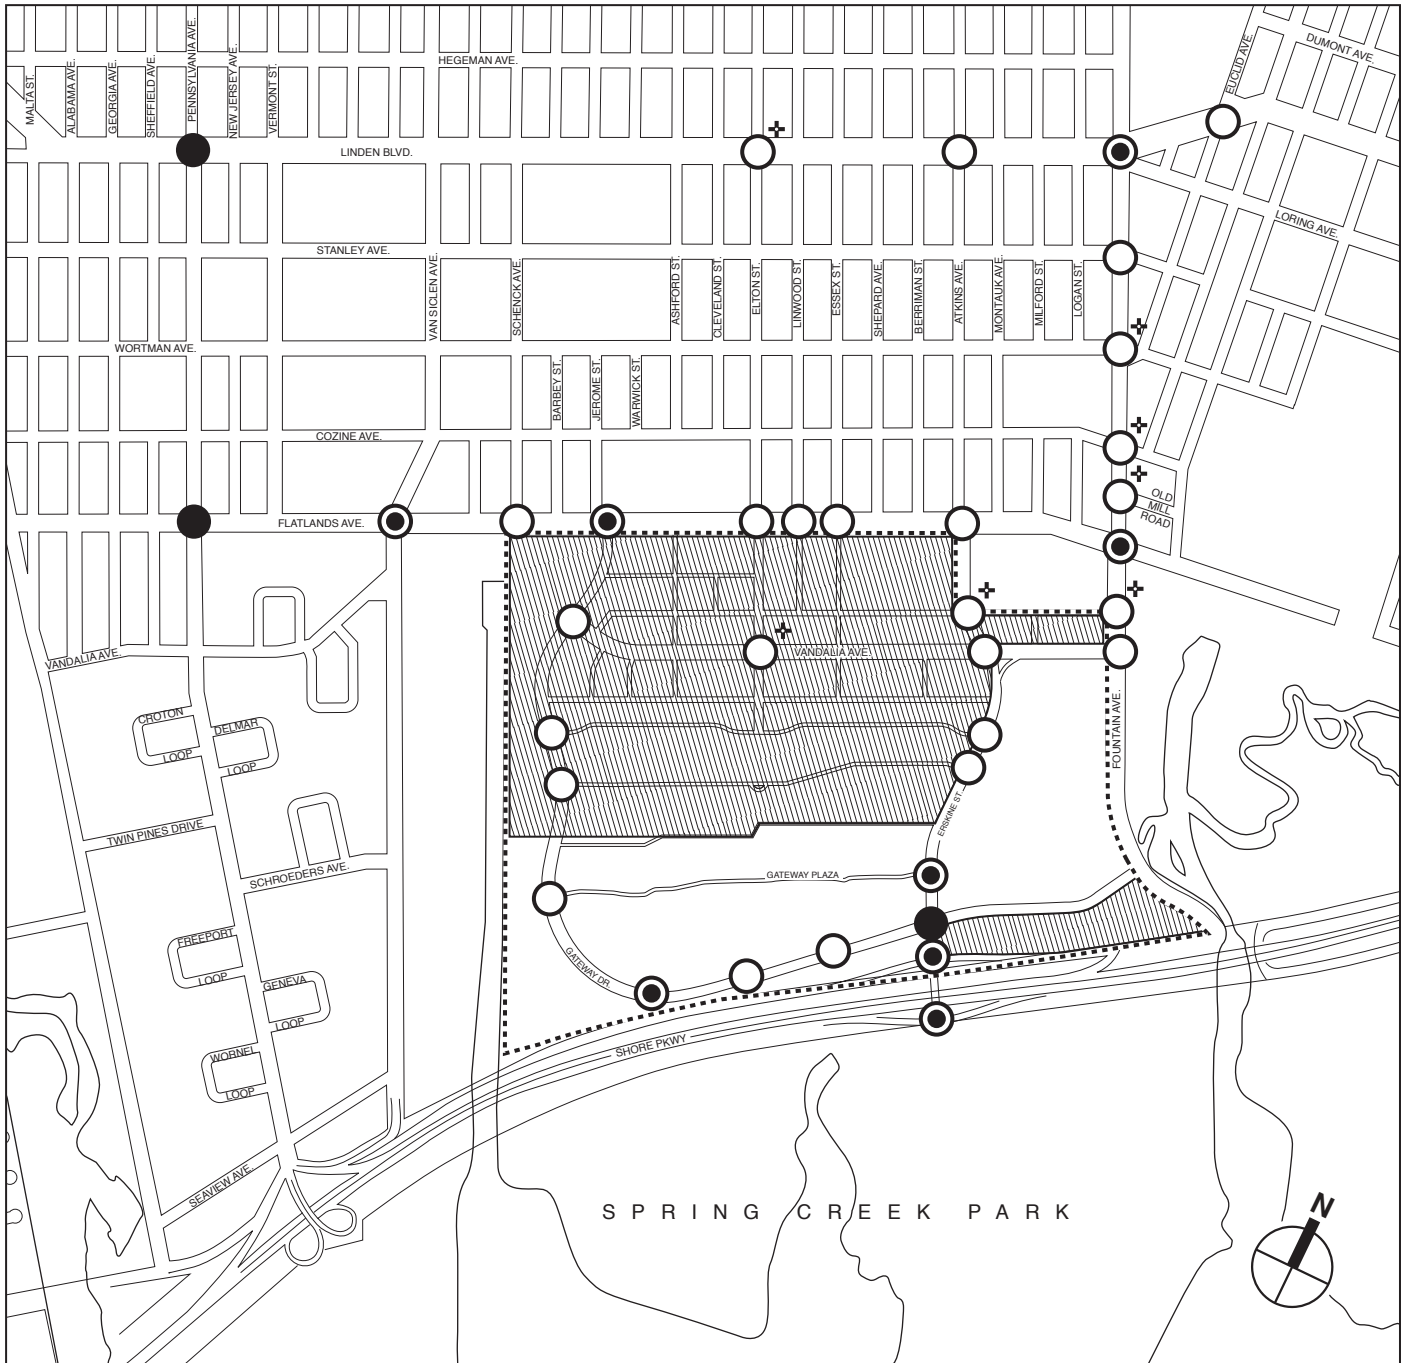 HEGEMAN AVE.
DUMONT AVE.
EUCLID AVE.
MALTA ST.
ALABAMA AVE.
GEORGIA AVE.
SHEFFIELD AVE.
PENNSYLVANIA AVE.
NEW JERSEY AVE.
VERMONT ST.
LINDEN BLVD.
LORING AVE.
STANLEY AVE.
VAN SICLEN AVE.
SCHENCK AVE.
ASHFORD ST.
CLEVELAND ST.
ELTON ST.
LINWOOD ST.
ESSEX ST.
SHEPARD AVE.
BERRIMAN ST.
ATKINS AVE.
MONTAUK AVE.
MILFORD ST.
LOGAN ST.
WORTMAN AVE.
BARBEY ST.
JEROME ST.
WARWICK ST.
COZINE AVE.
OLD
MILL
ROAD
FLATLANDS AVE.
VANDALIA AVE.
VANDALIA AVE.
FOUNTAIN AVE.
CROTON
LOOP
DELMAR
LOOP
ERSKINE ST.
TWIN PINES DRIVE
SCHROEDERS AVE.
GATEWAY PLAZA
FREEPORT
LOOP
GATEWAY DR.
GENEVA
LOOP
SHORE PKWY
WORNEL
LOOP
SEAVIEW AVE.
SPRING CREEK PARK
N